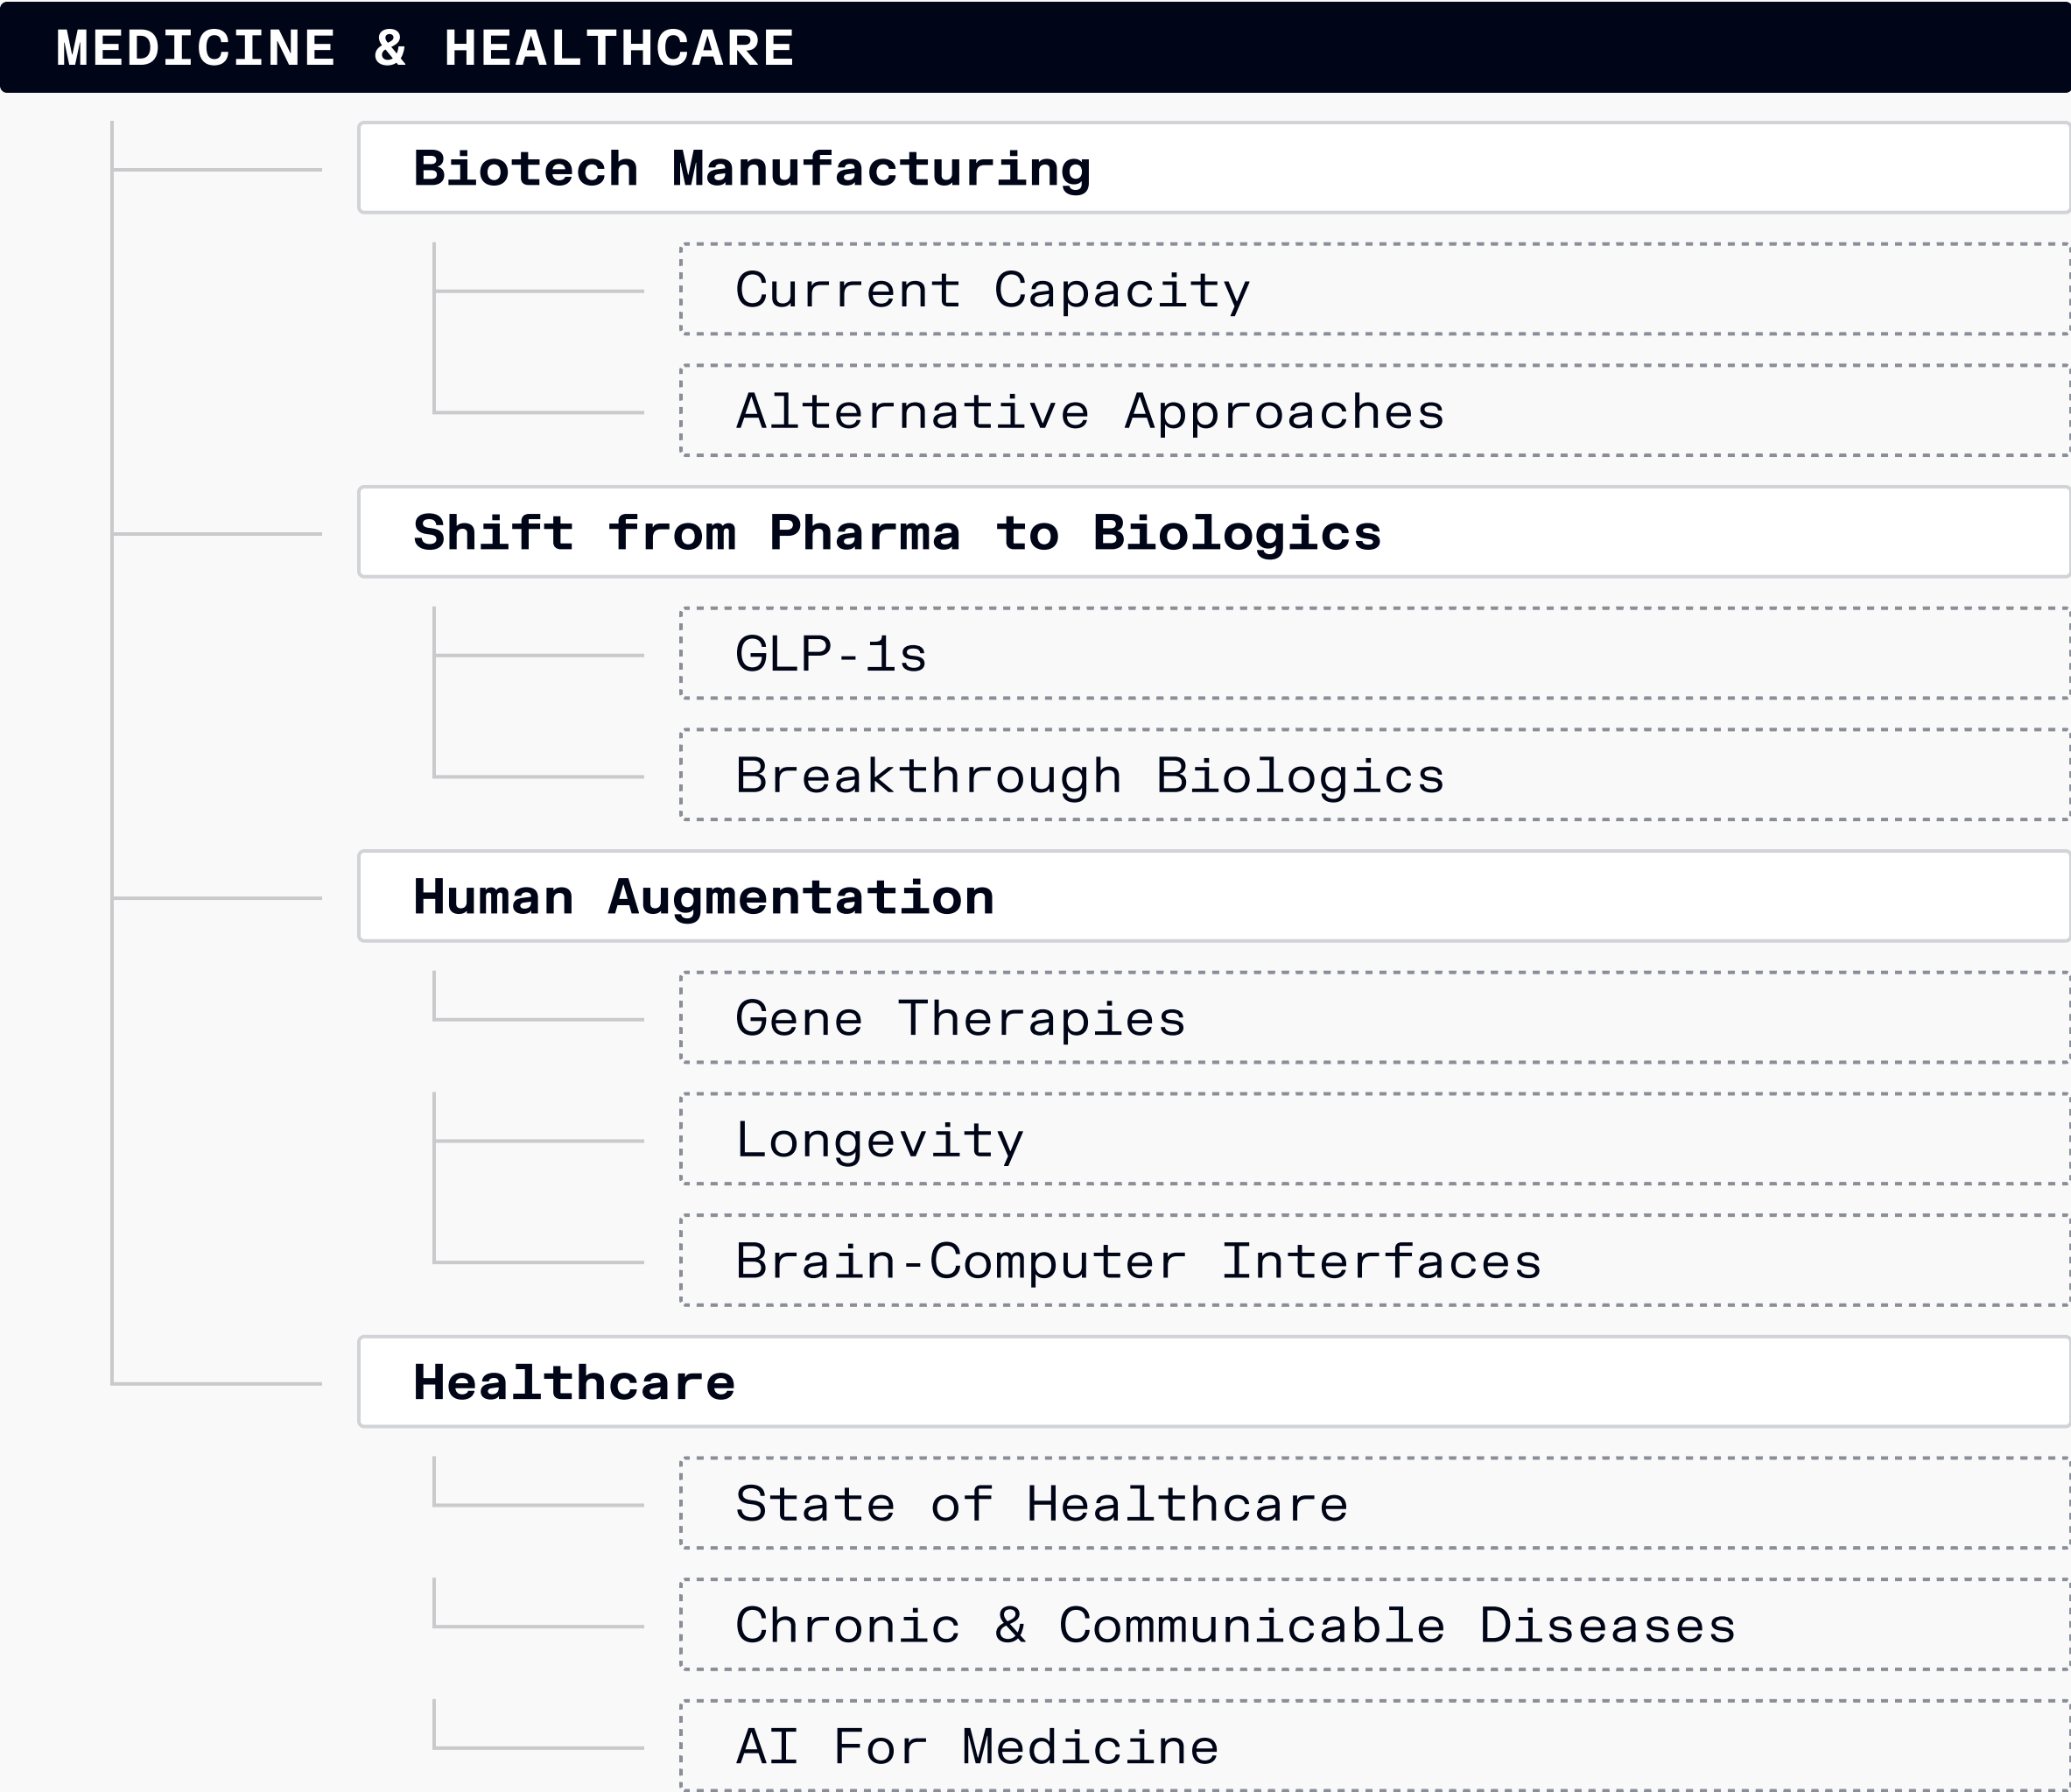 MEDICINE & HEALTHCARE
Biotech Manufacturing
Current Capacity
Alternative Approaches
Shift from Pharma to Biologics
GLP-1s
Breakthrough Biologics
Human Augmentation
Gene Therapies
Longevity
Brain-Computer Interfaces
Healthcare
State of Healthcare
Chronic & Communicable Diseases
AI For Medicine